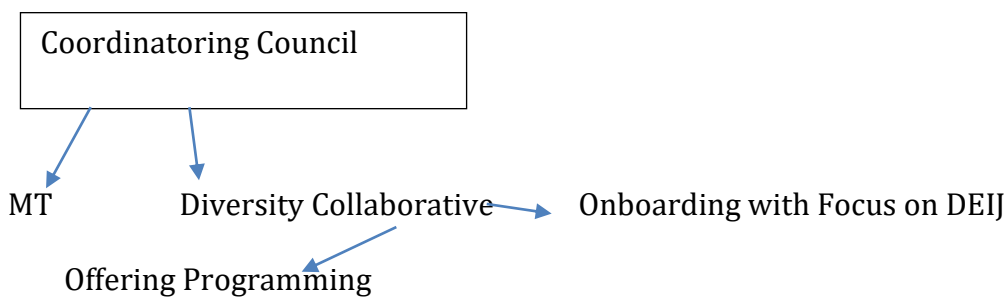 Coordinatoring Council
MT
Diversity Collaborative
Onboarding with Focus on DEIJ
Offering Programming